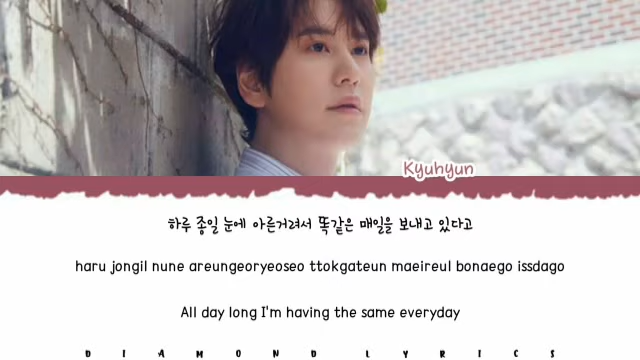 Kyuhyun
하루 종일 눈에 아른거려서 똑같은 매일을 보내고 있다고
haru jongil nune areungeoryeoseo ttokgateun maeireul bonaego issdago
All day long I'm having the same everyday
DIAMOND LYRICS